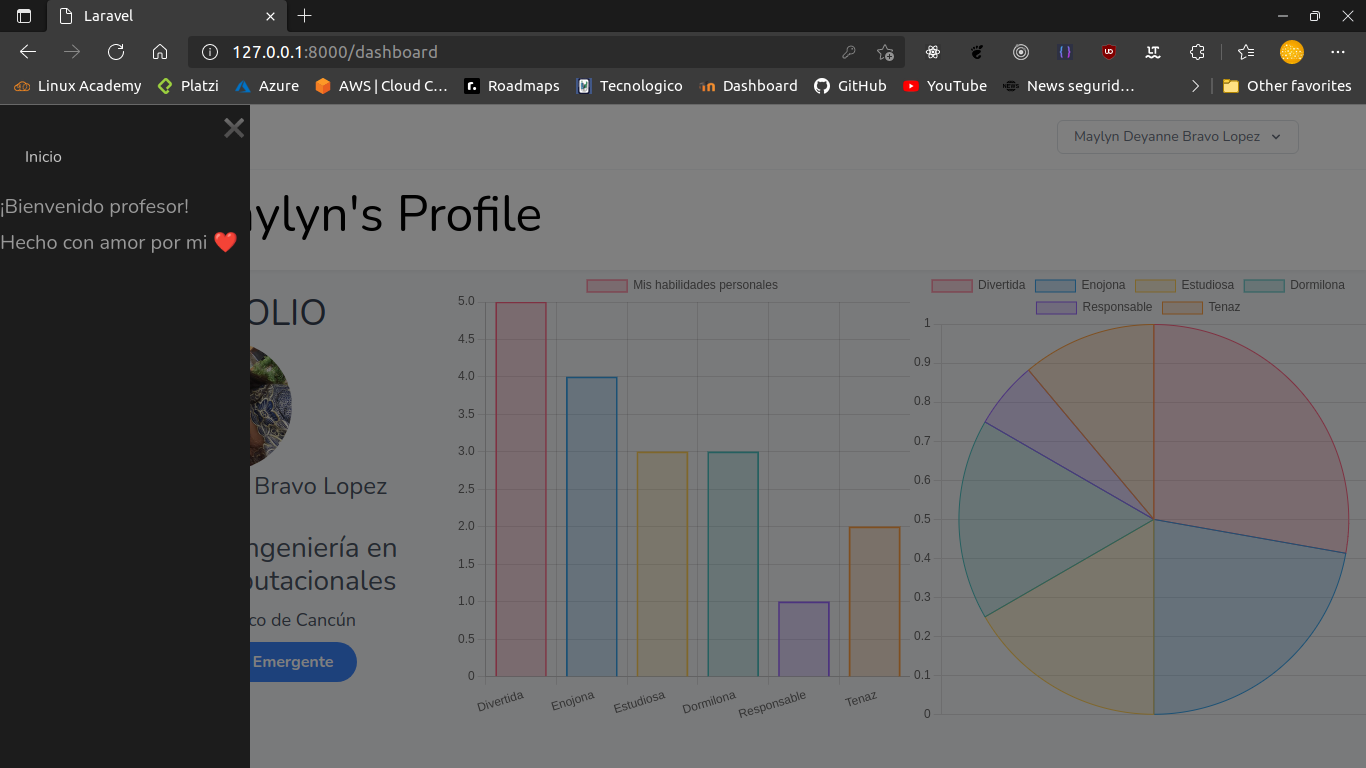 Laravel
127.0.0.1:8000/dashboard
Linux Academy
Platzi
Azure
AWS | Cloud C...
Roadmaps
Tecnologico
Dashboard
GitHub
YouTube
NEWS
News segurid...
Other favorites
Inicio
¡Bienvenido profesor!
Hecho con amor por mi ❤️
Maylyn Deyanne Bravo Lopez
aylyn's Profile
OLIO
Bravo Lopez
ngeniería en
putacionales
co de Cancún
Emergente
Mis habilidades personales
5.0
4.5
4.0
3.5
3.0
2.5
2.0
1.5
1.0
0.5
0
Divertida
Enojona
Estudiosa
Dormilona
Responsable
Tenaz
Divertida Enojona Estudiosa Dormilona
Responsable Tenaz
1
0.9
0.8
0.7
0.6
0.5
0.4
0.3
0.2
0.1
0